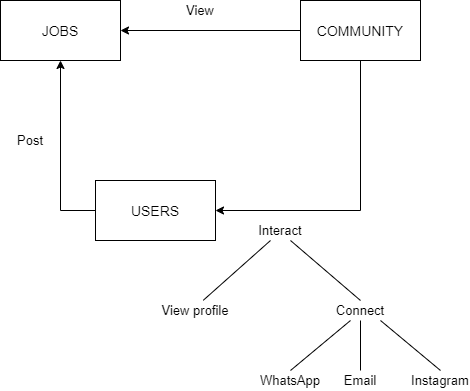 View
JOBS
COMMUNITY
Post
USERS
Interact
View profile
Connect
WhatsApp
Email
Instagram